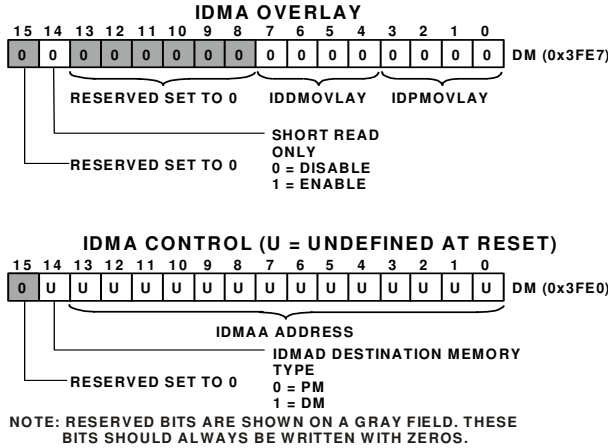 IDMA OVERLAY
15 14 13 12 11 10 9 8 7 6 5 4 3 2 1 0
0 0 0 0 0 0 0 0 0 0 0 0 0 0 0 0 DM (0x3FE7)
RESERVED SET TO 0 IDDMOVLAY IDPMOVLAY
SHORT READ
ONLY
0 = DISABLE
1 = ENABLE
RESERVED SET TO 0
IDMA CONTROL (U = UNDEFINED AT RESET)
15 14 13 12 11 10 9 8 7 6 5 4 3 2 1 0
0 U U U U U U U U U U U U U U U DM (0x3FE0)
IDMAA ADDRESS
IDMAD DESTINATION MEMORY
TYPE
0 = PM
1 = DM
RESERVED SET TO 0
NOTE: RESERVED BITS ARE SHOWN ON A GRAY FIELD. THESE
BITS SHOULD ALWAYS BE WRITTEN WITH ZEROS.